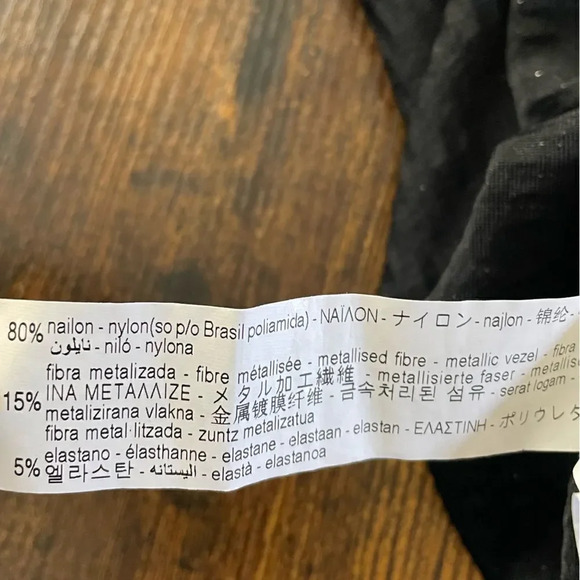 80% nailon - nylon(so p/o Brasil poliamida) - ΝΑΪΛΟΝ - ナイロン - najlon - 锦纶 -
نايلون - niló - nylona
fibra metalizada - fibre métallisée - metallised fibre - metallic vezel - fibra
15% INA ΜΕΤΑΛΛΙΖΕ - メタル加工繊維 - metallisierte faser - metallise
metalizirana vlakna - 金属镀膜纤维 - 금속처리된 섬유 - serat logam -
fibra metal·litzada - zuntz metalizatua
elastano - élasthanne - elastane - elastaan - elastan - ΕΛΑΣΤΙΝΗ - ポリウレタ
5% 엘라스탄 - اليستانه - elastà - elastanoa